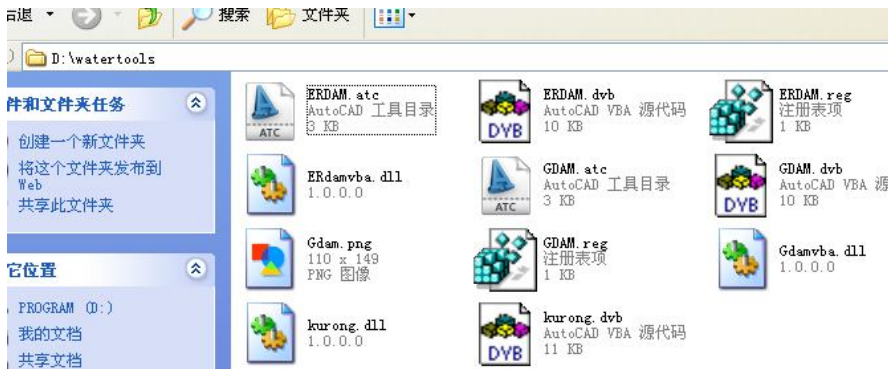 后退
搜索
文件夹
D:\watertools
件和文件夹任务
创建一个新文件夹
将这个文件夹发布到
Web
共享此文件夹
它位置
PROGRAM (D:)
我的文档
共享文档
ERDAM.atc
AutoCAD 工具目录
3 KB
ATC
ERDAM.dvb
AutoCAD VBA 源代码
10 KB
DVB
ERDAM.reg
注册表项
1 KB
ERdamvba.dll
1.0.0.0
GDAM.atc
AutoCAD 工具目录
3 KB
ATC
GDAM.dvb
AutoCAD VBA 源
10 KB
DVB
Gdam.png
110 x 149
PNG 图像
GDAM.reg
注册表项
1 KB
Gdamvba.dll
1.0.0.0
kurong.dll
1.0.0.0
kurong.dvb
AutoCAD VBA 源代码
11 KB
DVB